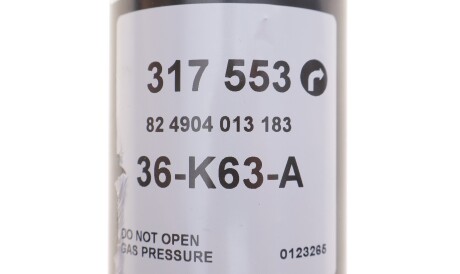 317 553
82 4904 013 183
36-K63-A
DO NOT OPEN
GAS PRESSURE
0123265